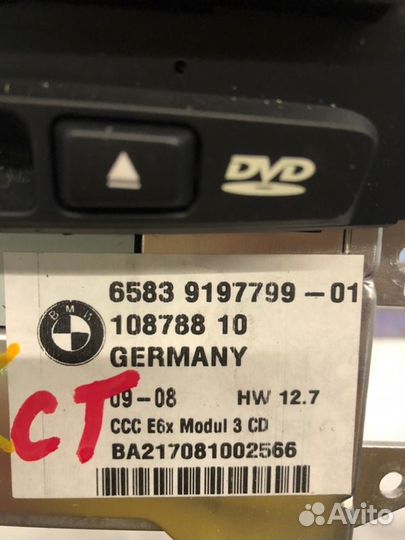 DVD
BMW
6583 9197799-01
108788 10
GERMANY
09-08 HW 12.7
CCC E6x Modul 3 CD
BA217081002566
CT
Avito